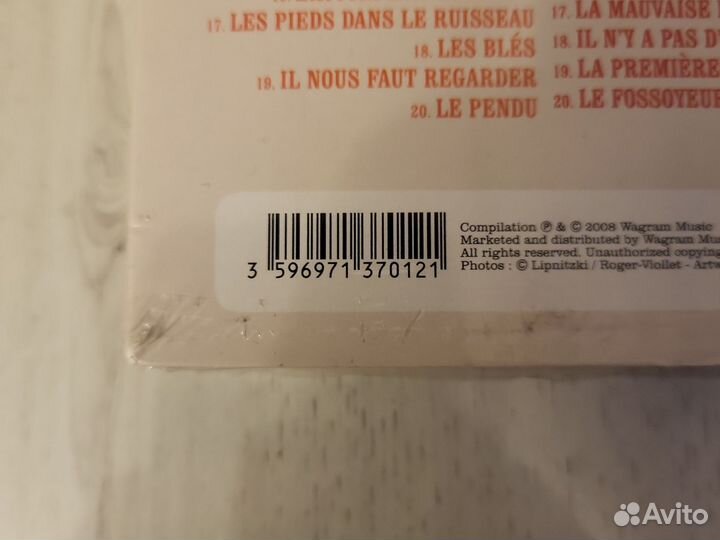 17. LES PIEDS DANS LE RUISSEAU
18. LES BLÉS
19. IL NOUS FAUT REGARDER
20. LE PENDU
17. LA MAUVAISE
18. IL N'Y A PAS D'
19. LA PREMIÈRE
20. LE FOSSOYEUR
3 596971 370121
Compilation ℗ & © 2008 Wagram Music
Marketed and distributed by Wagram Mus
All rights reserved. Unauthorized copying
Photos : © Lipnitzki / Roger-Viollet - Artw
Avito